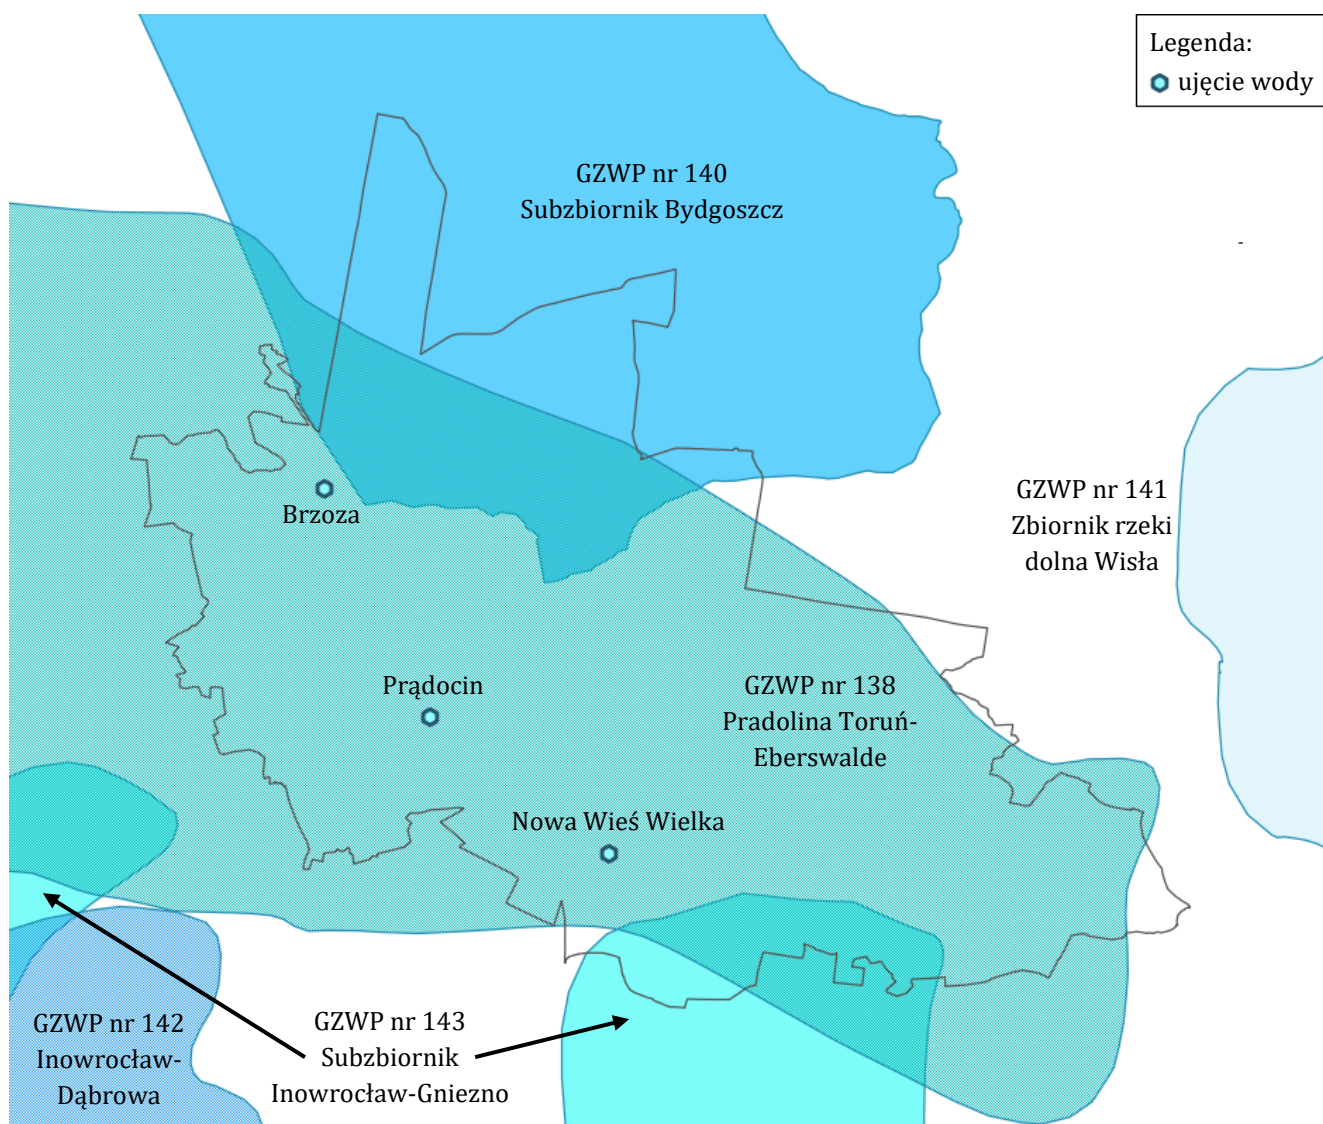 Legenda:
ujęcie wody
GZWP nr 140
Subzbiornik Bydgoszcz
-
GZWP nr 141
Zbiornik rzeki
dolna Wisła
Brzoza
Prądocin
GZWP nr 138
Pradolina Toruń-
Eberswalde
Nowa Wieś Wielka
GZWP nr 142
Inowrocław-
Dąbrowa
GZWP nr 143
Subzbiornik
Inowrocław-Gniezno